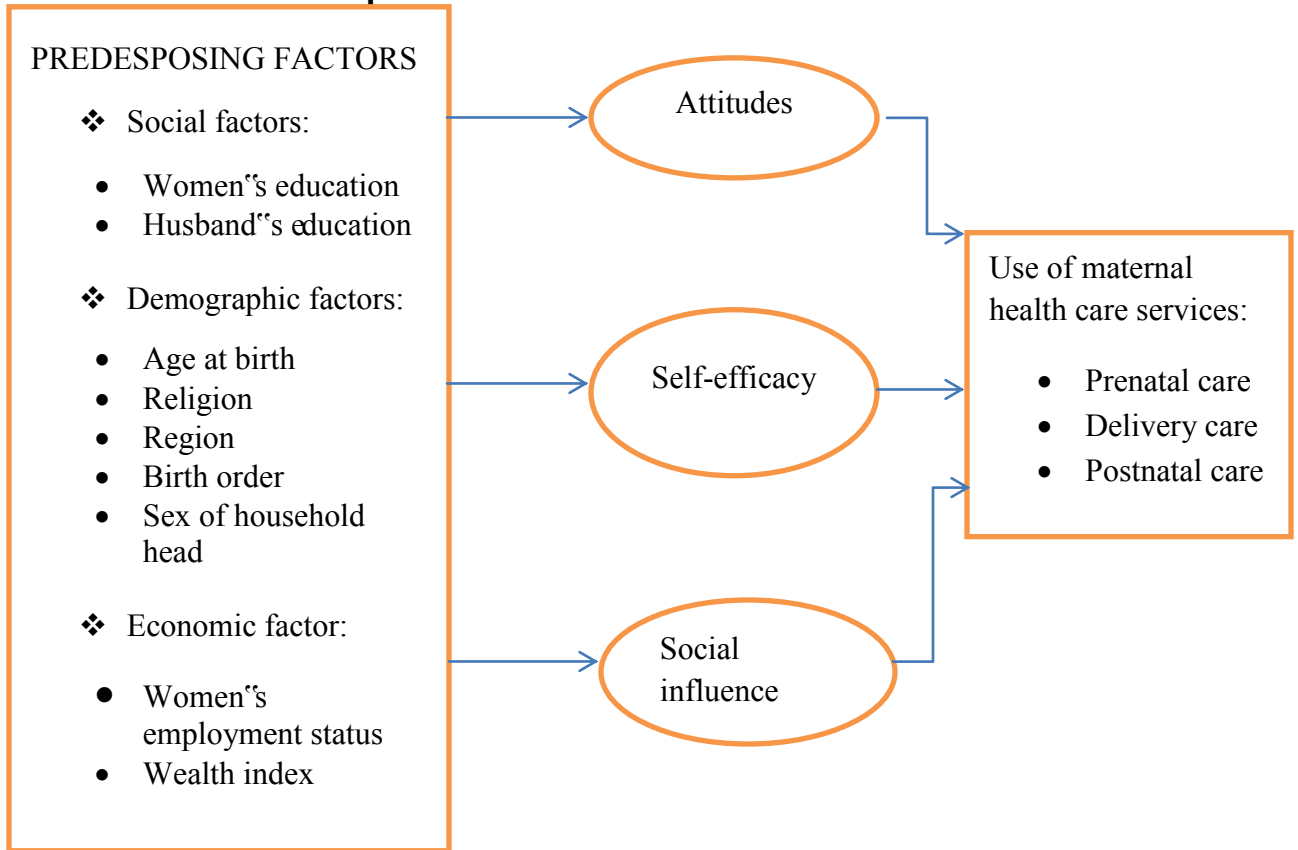 PREDESPOSING FACTORS
❖ Social factors:
• Women‟s education
• Husband‟s education
❖ Demographic factors:
• Age at birth
• Religion
• Region
• Birth order
• Sex of household
head
❖ Economic factor:
• Women‟s
employment status
• Wealth index
Attitudes
Self-efficacy
Social
influence
Use of maternal
health care services:
• Prenatal care
• Delivery care
• Postnatal care